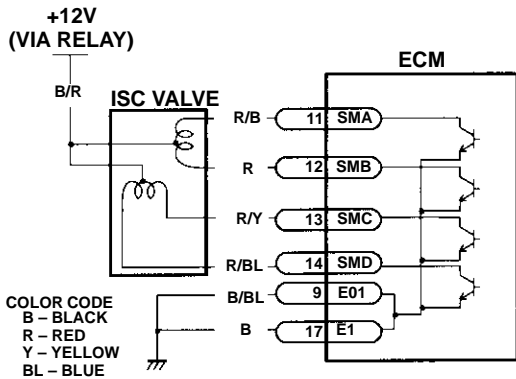 +12V
(VIA RELAY)
ECM
B/R
ISC VALVE
R/B 11 SMA
R 12 SMB
R/Y 13 SMC
R/BL 14 SMD
B/BL 9 E01
B 17 E1
COLOR CODE
B – BLACK
R – RED
Y – YELLOW
BL – BLUE